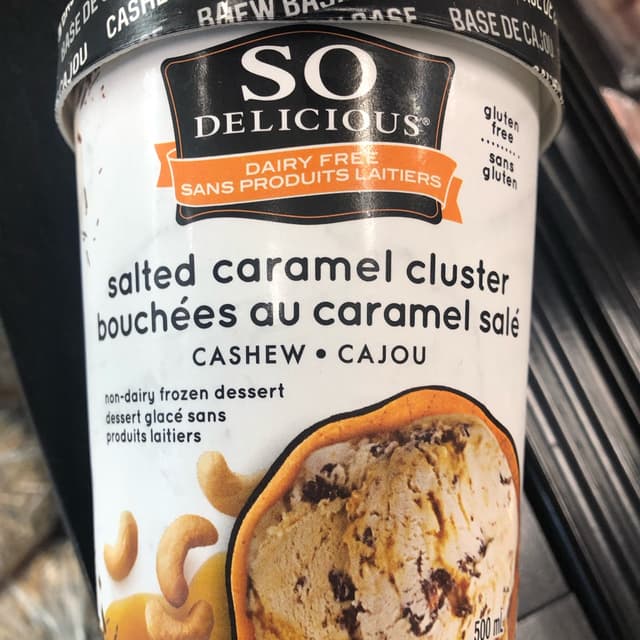 BASE DE CAJOU
SO
DELICIOUS®
DAIRY FREE
SANS PRODUITS LAITIERS
gluten
free
sans
gluten
salted caramel cluster
bouchées au caramel salé
CASHEW • CAJOU
non-dairy frozen dessert
dessert glacé sans
produits laitiers
500 mL